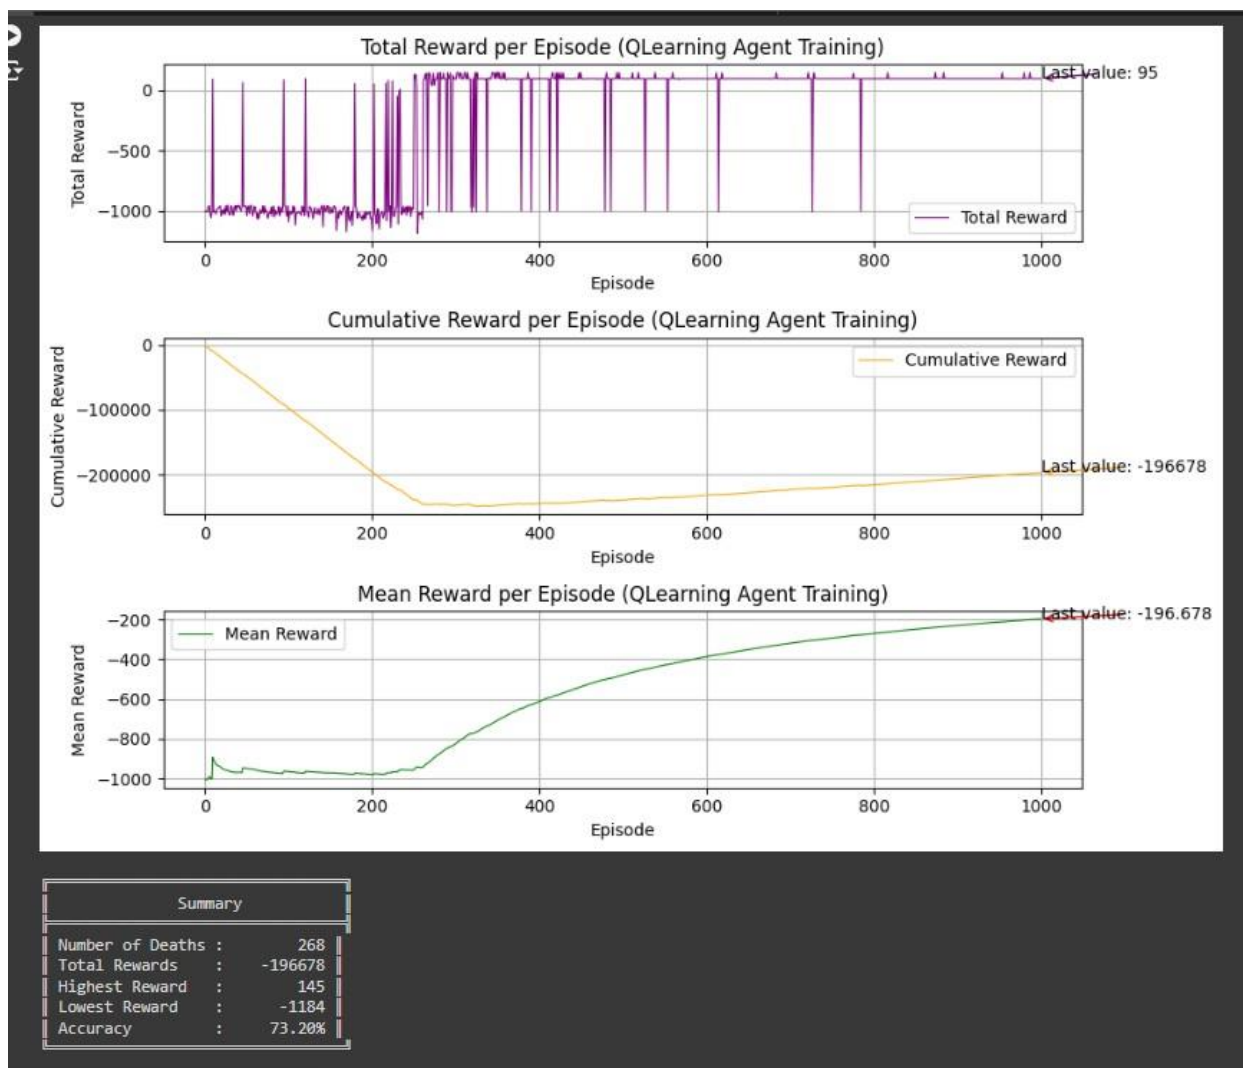 Total Reward per Episode (QLearning Agent Training)
Total Reward
0
−500
−1000
Last value: 95
Total Reward
0 200 400 600 800 1000
Episode
Cumulative Reward per Episode (QLearning Agent Training)
Cumulative Reward
0
−100000
−200000
Cumulative Reward
Last value: -196678
0 200 400 600 800 1000
Episode
Mean Reward per Episode (QLearning Agent Training)
Mean Reward
−200
−400
−600
−800
−1000
Mean Reward
Last value: -196.678
0 200 400 600 800 1000
Episode
Summary
Number of Deaths : 268
Total Rewards : -196678
Highest Reward : 145
Lowest Reward : -1184
Accuracy : 73.20%